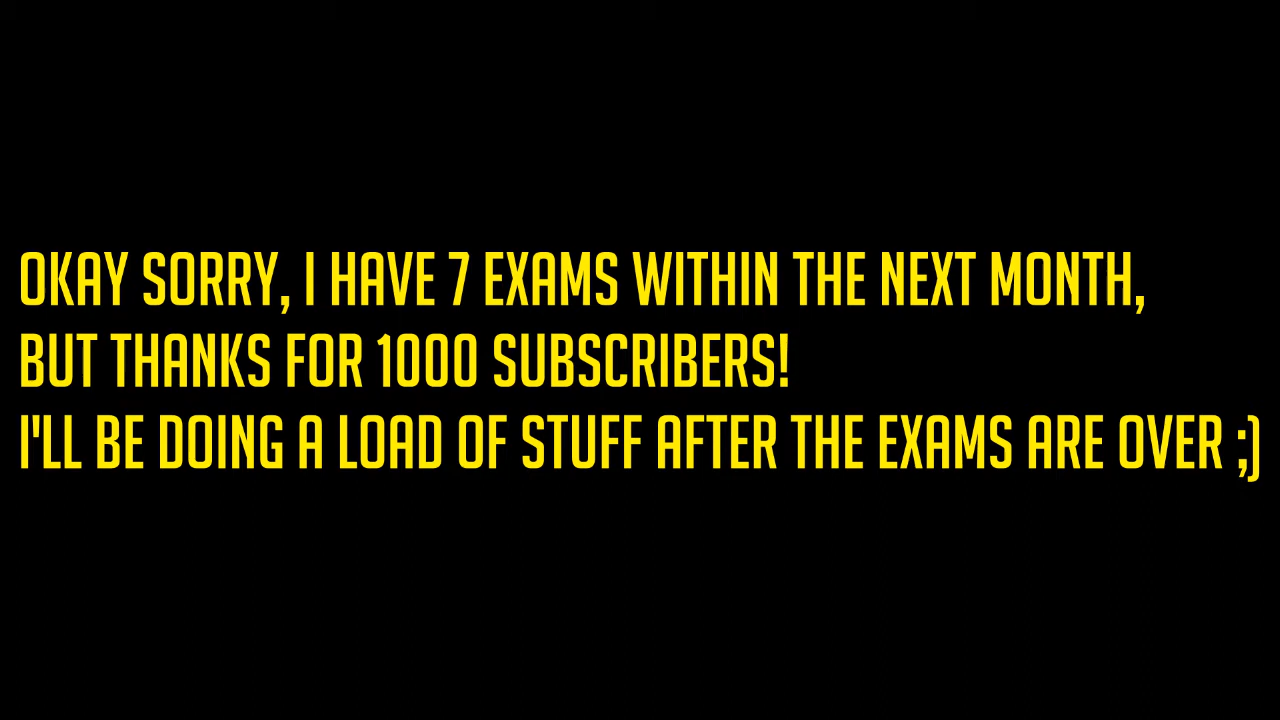 OKAY SORRY, I HAVE 7 EXAMS WITHIN THE NEXT MONTH,
BUT THANKS FOR 1000 SUBSCRIBERS!
I'LL BE DOING A LOAD OF STUFF AFTER THE EXAMS ARE OVER ;)